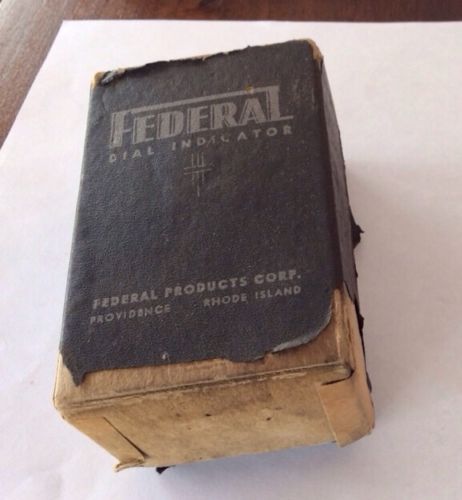 FEDERAL
DIAL INDICATOR
FEDERAL PRODUCTS CORP.
PROVIDENCE RHODE ISLAND